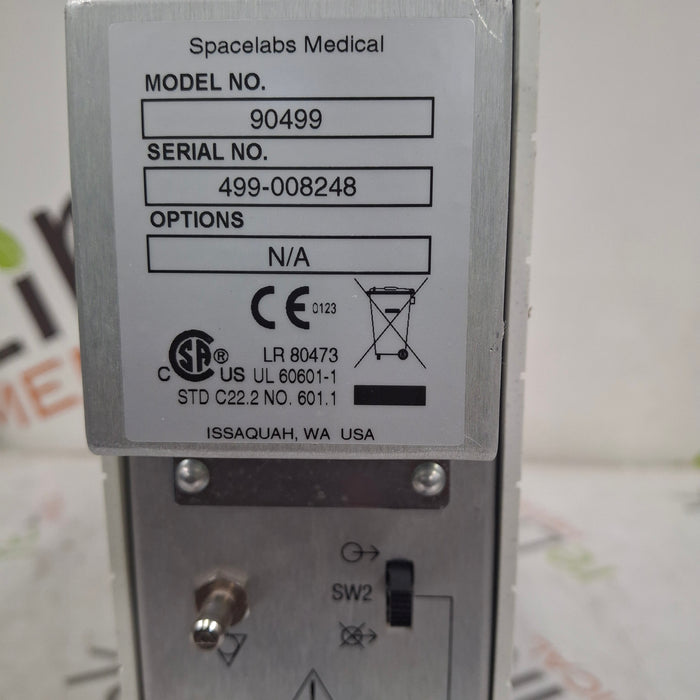 Spacelabs Medical
MODEL NO.
90499
SERIAL NO.
499-008248
OPTIONS
N/A
CE 0123
C SA ® US LR 80473
UL 60601-1
STD C22.2 NO. 601.1
ISSAQUAH, WA USA
SW2